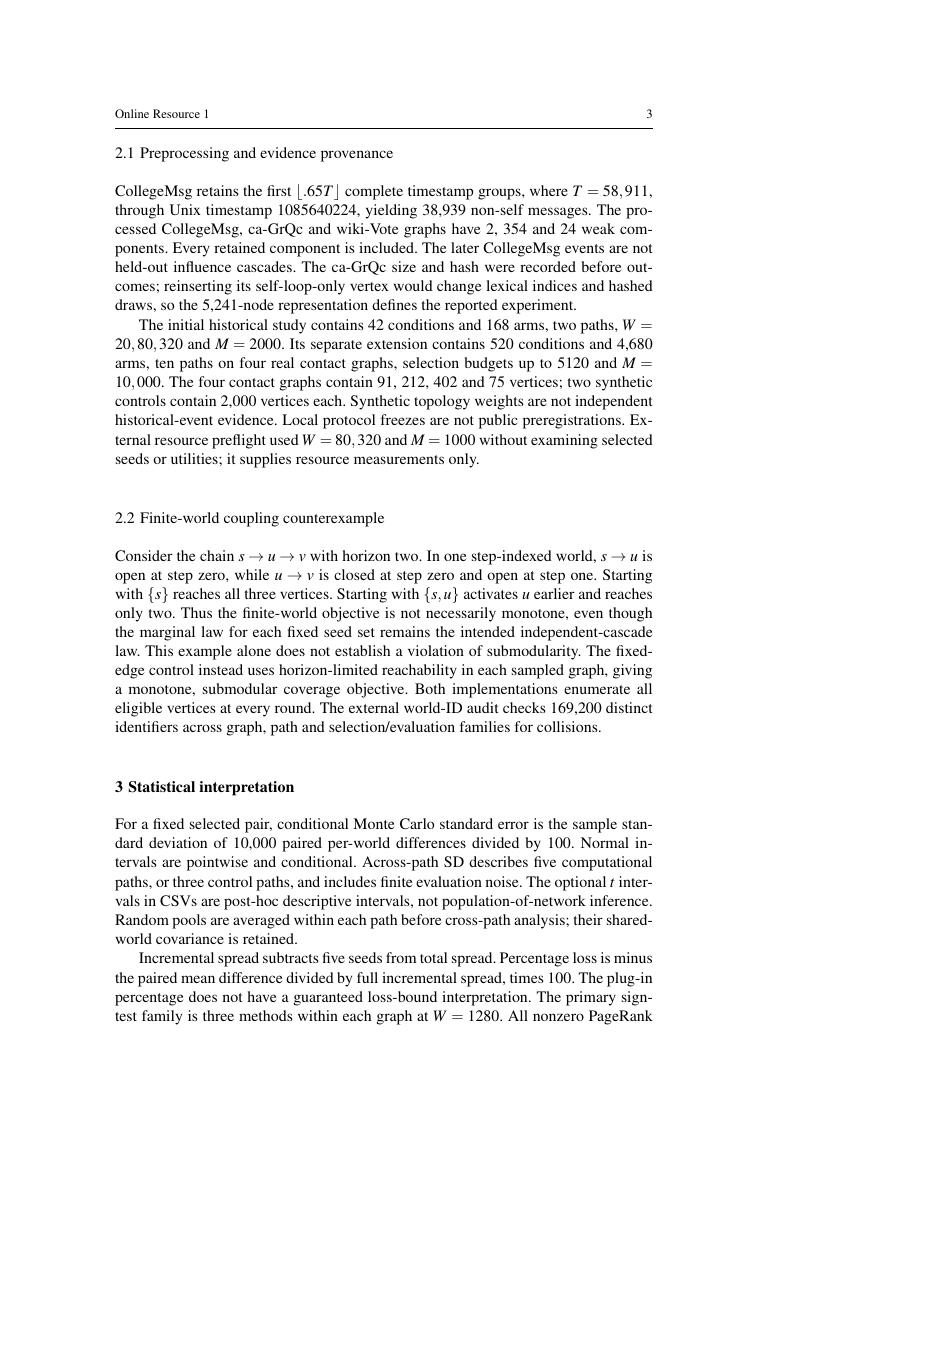 Online Resource 1 3
2.1 Preprocessing and evidence provenance
CollegeMsg retains the first ⌊.65T⌋ complete timestamp groups, where T = 58,911,
through Unix timestamp 1085640224, yielding 38,939 non-self messages. The pro-
cessed CollegeMsg, ca-GrQc and wiki-Vote graphs have 2, 354 and 24 weak com-
ponents. Every retained component is included. The later CollegeMsg events are not
held-out influence cascades. The ca-GrQc size and hash were recorded before out-
comes; reinserting its self-loop-only vertex would change lexical indices and hashed
draws, so the 5,241-node representation defines the reported experiment.
The initial historical study contains 42 conditions and 168 arms, two paths, W =
20,80,320 and M = 2000. Its separate extension contains 520 conditions and 4,680
arms, ten paths on four real contact graphs, selection budgets up to 5120 and M =
10,000. The four contact graphs contain 91, 212, 402 and 75 vertices; two synthetic
controls contain 2,000 vertices each. Synthetic topology weights are not independent
historical-event evidence. Local protocol freezes are not public preregistrations. Ex-
ternal resource preflight used W = 80,320 and M = 1000 without examining selected
seeds or utilities; it supplies resource measurements only.
2.2 Finite-world coupling counterexample
Consider the chain s → u → v with horizon two. In one step-indexed world, s → u is
open at step zero, while u → v is closed at step zero and open at step one. Starting
with {s} reaches all three vertices. Starting with {s,u} activates u earlier and reaches
only two. Thus the finite-world objective is not necessarily monotone, even though
the marginal law for each fixed seed set remains the intended independent-cascade
law. This example alone does not establish a violation of submodularity. The fixed-
edge control instead uses horizon-limited reachability in each sampled graph, giving
a monotone, submodular coverage objective. Both implementations enumerate all
eligible vertices at every round. The external world-ID audit checks 169,200 distinct
identifiers across graph, path and selection/evaluation families for collisions.
3 Statistical interpretation
For a fixed selected pair, conditional Monte Carlo standard error is the sample stan-
dard deviation of 10,000 paired per-world differences divided by 100. Normal in-
tervals are pointwise and conditional. Across-path SD describes five computational
paths, or three control paths, and includes finite evaluation noise. The optional t inter-
vals in CSVs are post-hoc descriptive intervals, not population-of-network inference.
Random pools are averaged within each path before cross-path analysis; their shared-
world covariance is retained.
Incremental spread subtracts five seeds from total spread. Percentage loss is minus
the paired mean difference divided by full incremental spread, times 100. The plug-in
percentage does not have a guaranteed loss-bound interpretation. The primary sign-
test family is three methods within each graph at W = 1280. All nonzero PageRank